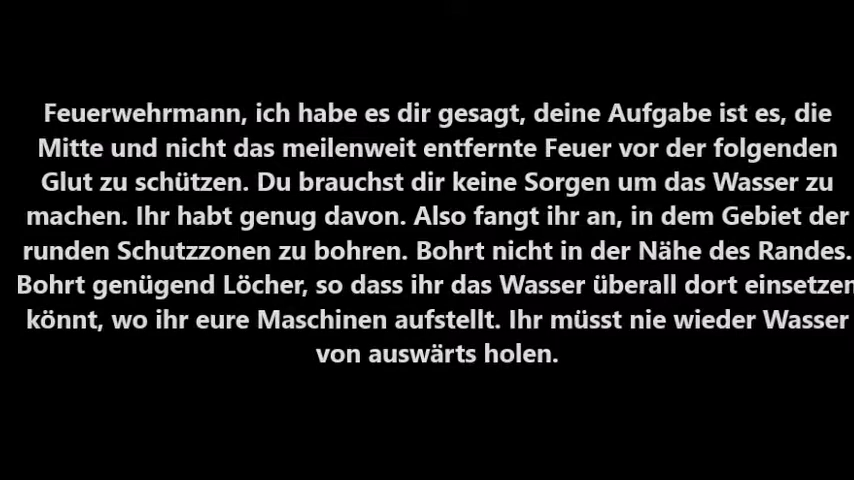 Feuerwehrmann, ich habe es dir gesagt, deine Aufgabe ist es, die
Mitte und nicht das meilenweit entfernte Feuer vor der folgenden
Glut zu schützen. Du brauchst dir keine Sorgen um das Wasser zu
machen. Ihr habt genug davon. Also fangt ihr an, in dem Gebiet der
runden Schutzzonen zu bohren. Bohrt nicht in der Nähe des Randes.
Bohrt genügend Löcher, so dass ihr das Wasser überall dort einsetzen
könnt, wo ihr eure Maschinen aufstellt. Ihr müsst nie wieder Wasser
von auswärts holen.